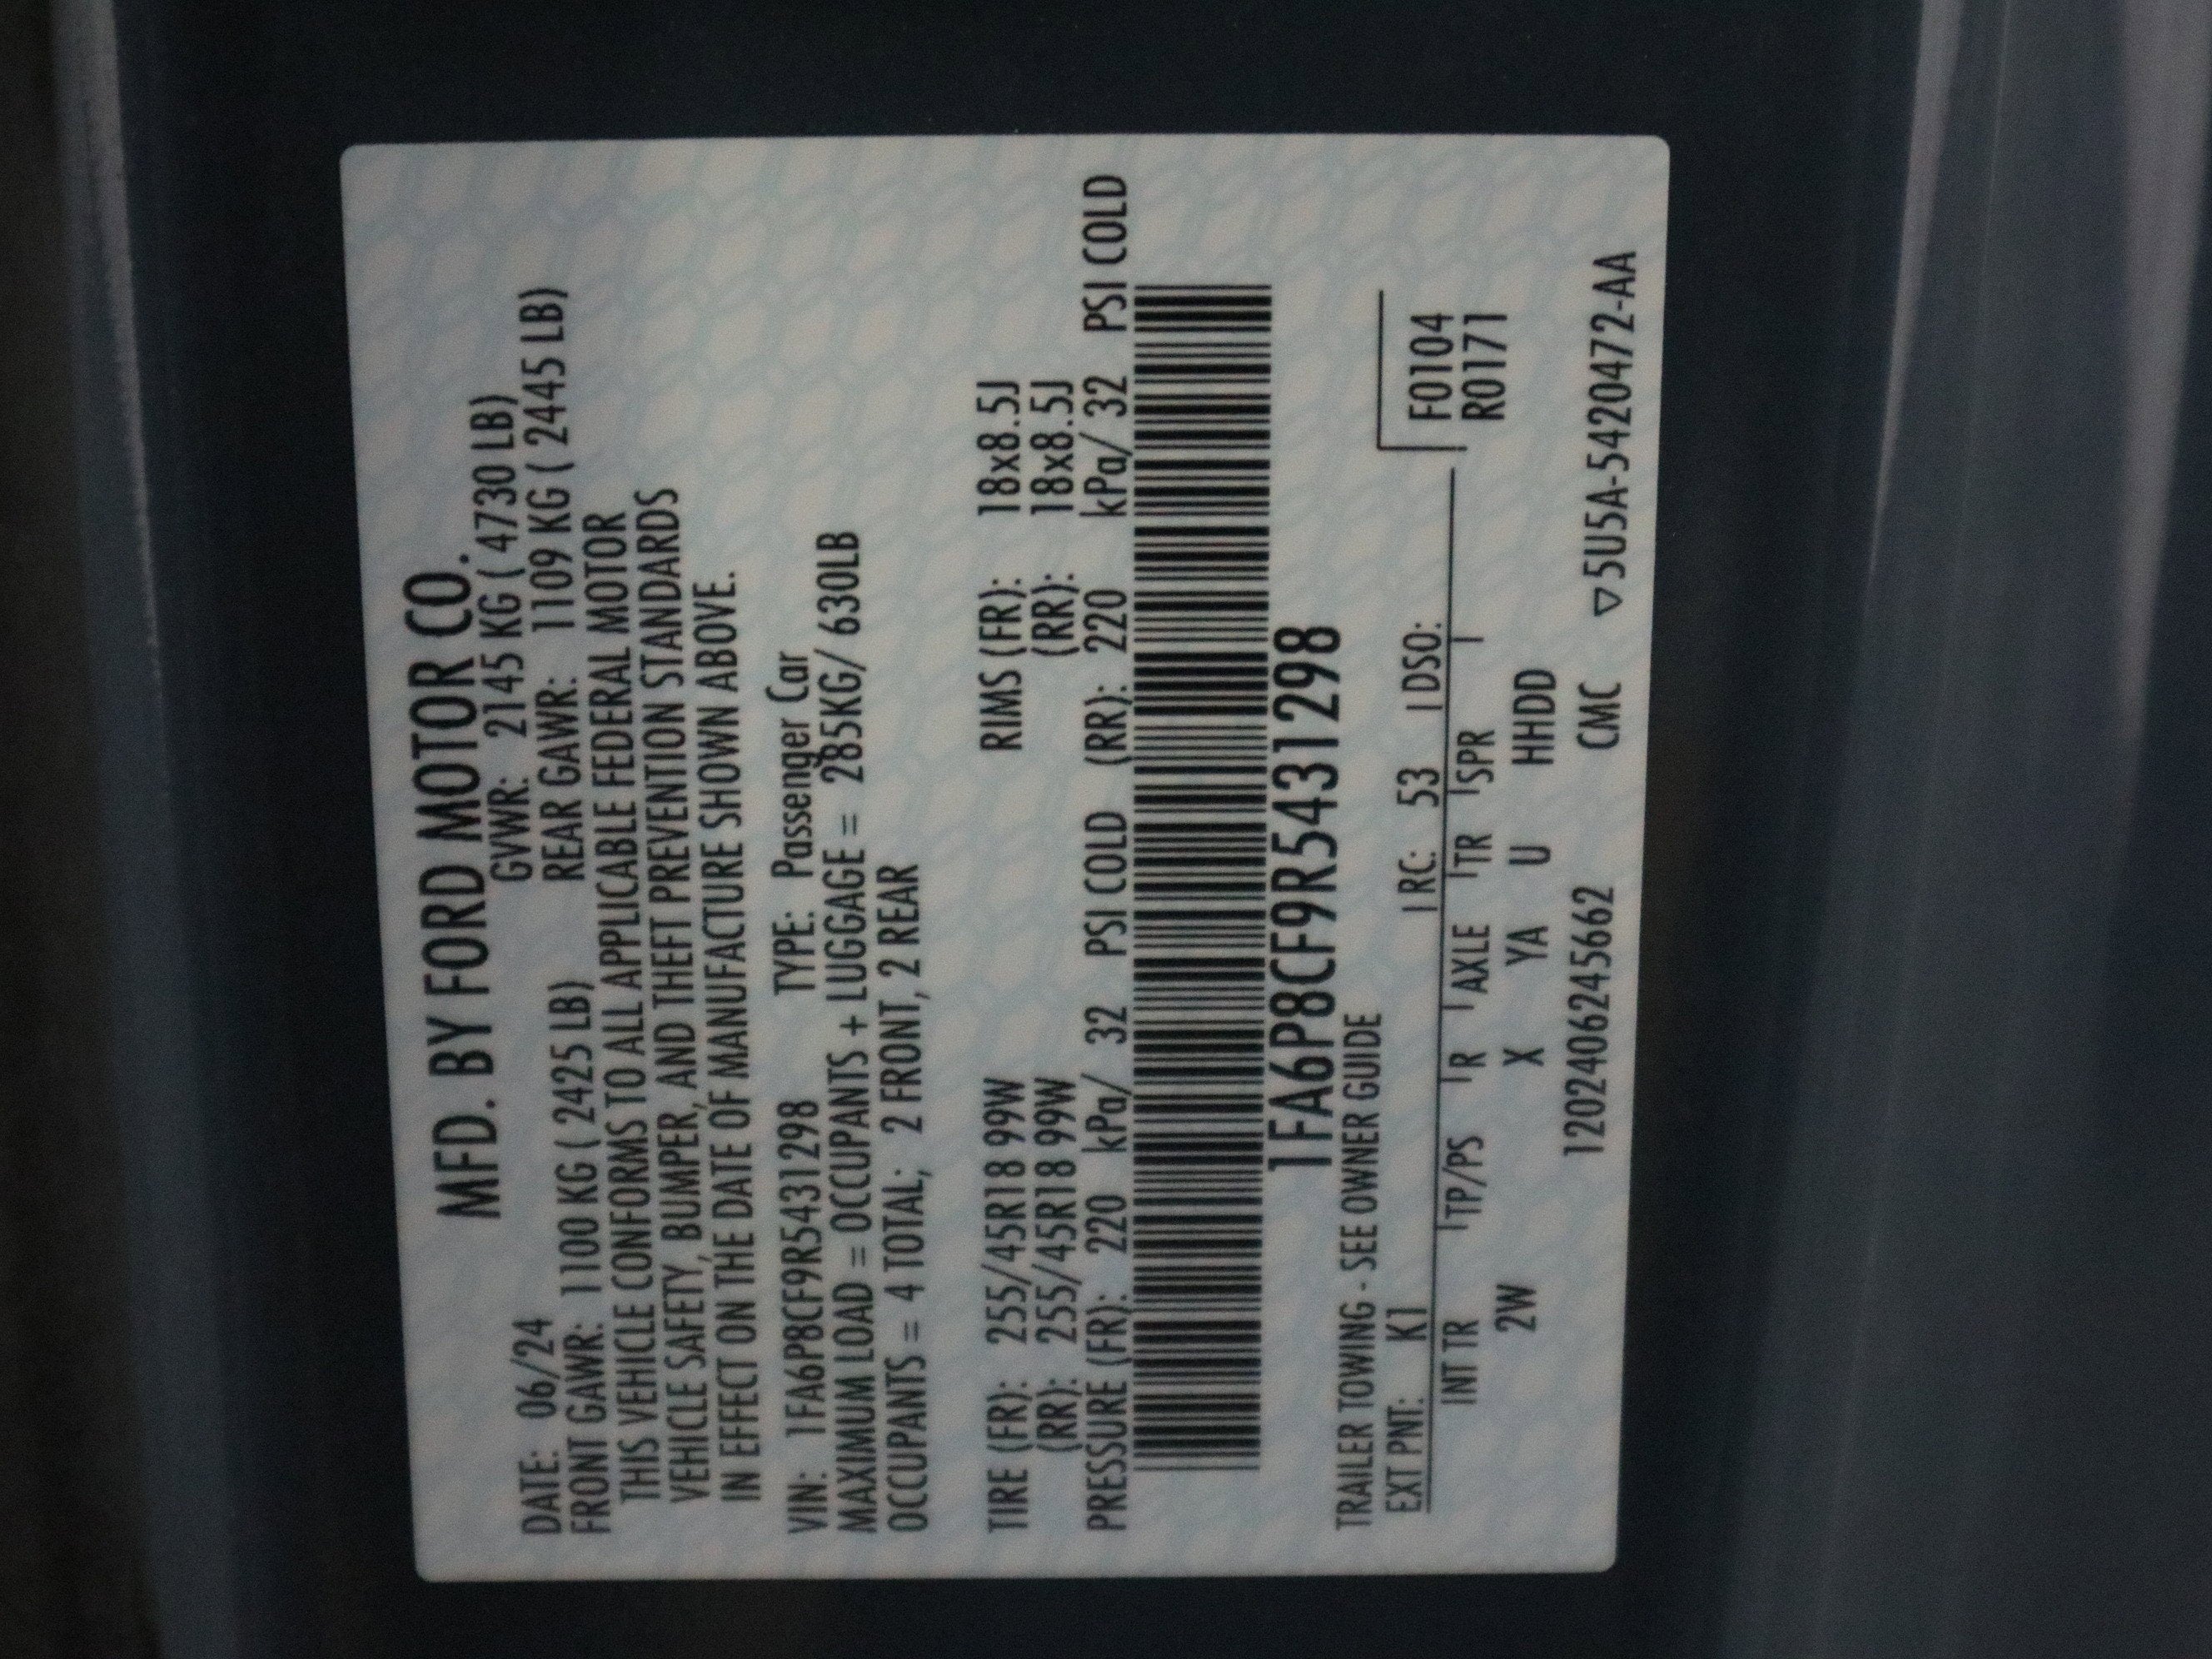 MFD. BY FORD MOTOR CO.
DATE: 06/24 GVWR: 2145 KG ( 4730 LB)
FRONT GAWR: 1100 KG ( 2425 LB) REAR GAWR: 1109 KG ( 2445 LB)
THIS VEHICLE CONFORMS TO ALL APPLICABLE FEDERAL MOTOR
VEHICLE SAFETY, BUMPER, AND THEFT PREVENTION STANDARDS
IN EFFECT ON THE DATE OF MANUFACTURE SHOWN ABOVE.
VIN: 1FA6P8CF9R5431298 TYPE: Passenger Car
MAXIMUM LOAD = OCCUPANTS + LUGGAGE = 285KG/ 630LB
OCCUPANTS = 4 TOTAL; 2 FRONT, 2 REAR
TIRE (FR): 255/45R18 99W RIMS (FR): 18x8.5J
(RR): 255/45R18 99W (RR): 18x8.5J
PRESSURE (FR): 220 kPa/ 32 PSI COLD (RR): 220 kPa/ 32 PSI COLD
1FA6P8CF9R5431298
TRAILER TOWING - SEE OWNER GUIDE
EXT PNT: K1 RC: 53 DSO: F0104
INT TR TP/PS R AXLE TR SPR R0171
2W X YA U HHDD
1202406245662 CMC ▽5U5A-5420472-AA